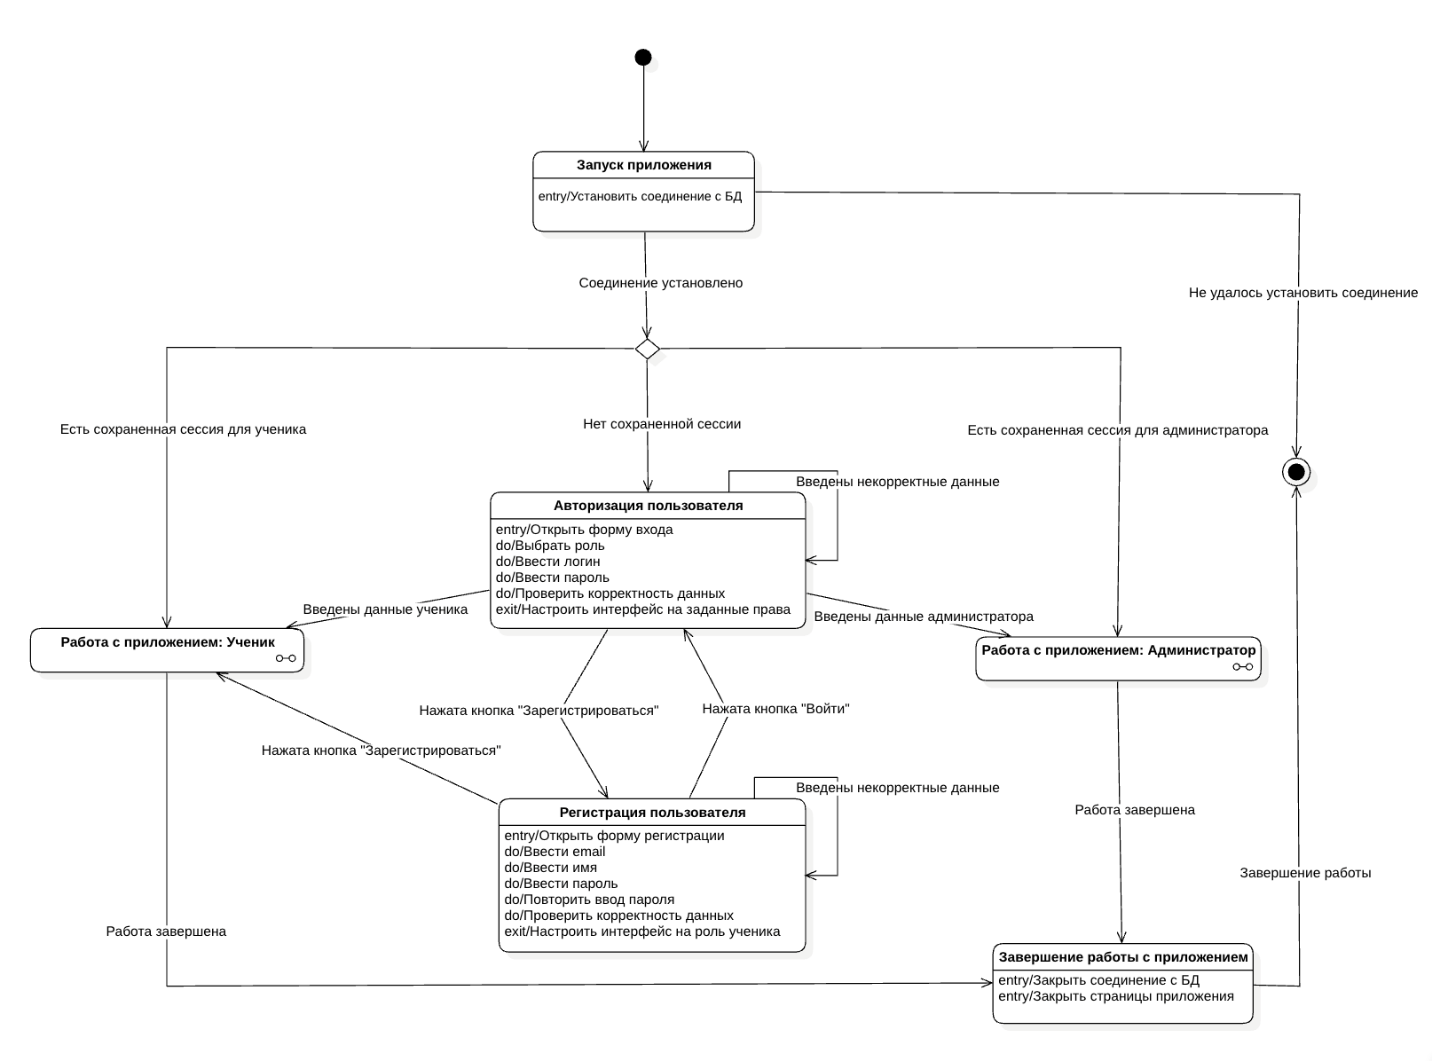 Запуск приложения
entry/Установить соединение с БД
Соединение установлено
Не удалось установить соединение
Есть сохраненная сессия для ученика
Нет сохраненной сессии
Есть сохраненная сессия для администратора
Введены некорректные данные
Авторизация пользователя
entry/Открыть форму входа
do/Выбрать роль
do/Ввести логин
do/Ввести пароль
do/Проверить корректность данных
exit/Настроить интерфейс на заданные права
Введены данные ученика
Введены данные администратора
Работа с приложением: Ученик
Работа с приложением: Администратор
Нажата кнопка "Зарегистрироваться"
Нажата кнопка "Войти"
Нажата кнопка "Зарегистрироваться"
Введены некорректные данные
Регистрация пользователя
entry/Открыть форму регистрации
do/Ввести email
do/Ввести имя
do/Ввести пароль
do/Повторить ввод пароля
do/Проверить корректность данных
exit/Настроить интерфейс на роль ученика
Работа завершена
Завершение работы
Работа завершена
Завершение работы с приложением
entry/Закрыть соединение с БД
entry/Закрыть страницы приложения